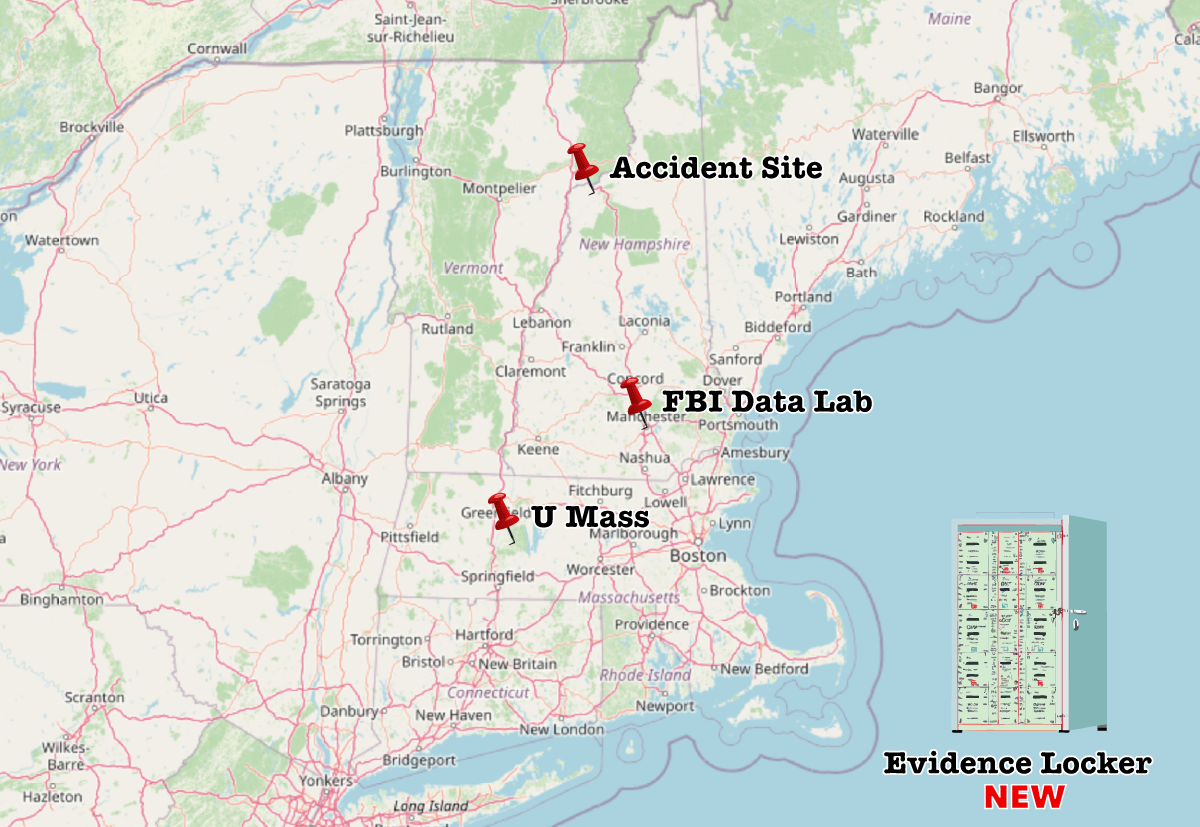 Sherbrooke
Saint-Jean-
sur-Richelieu
Maine
Cornwall
Bangor
Brockville
Plattsburgh
Waterville
Ellsworth
Burlington
Accident Site
Belfast
Montpelier
Augusta
Gardiner
Rockland
Watertown
New Hampshire
Lewiston
Vermont
Bath
Portland
Rutland
Lebanon
Laconia
Biddeford
Franklin
Sanford
Claremont
Concord
Dover
Saratoga
Springs
Utica
Syracuse
FBI Data Lab
Manchester
Portsmouth
Keene
Nashua
Amesbury
New York
Albany
Lawrence
Fitchburg
Lowell
Greenfield
U Mass
Lynn
Pittsfield
Marlborough
Boston
Springfield
Worcester
Binghamton
Massachusetts
Brockton
Torrington
Hartford
Providence
Bristol
New Britain
Rhode Island
New Bedford
Connecticut
Scranton
Danbury
New Haven
Newport
New London
Wilkes-
Barre
Bridgeport
Evidence Locker
Yonkers
NEW
Hazleton
Long Island